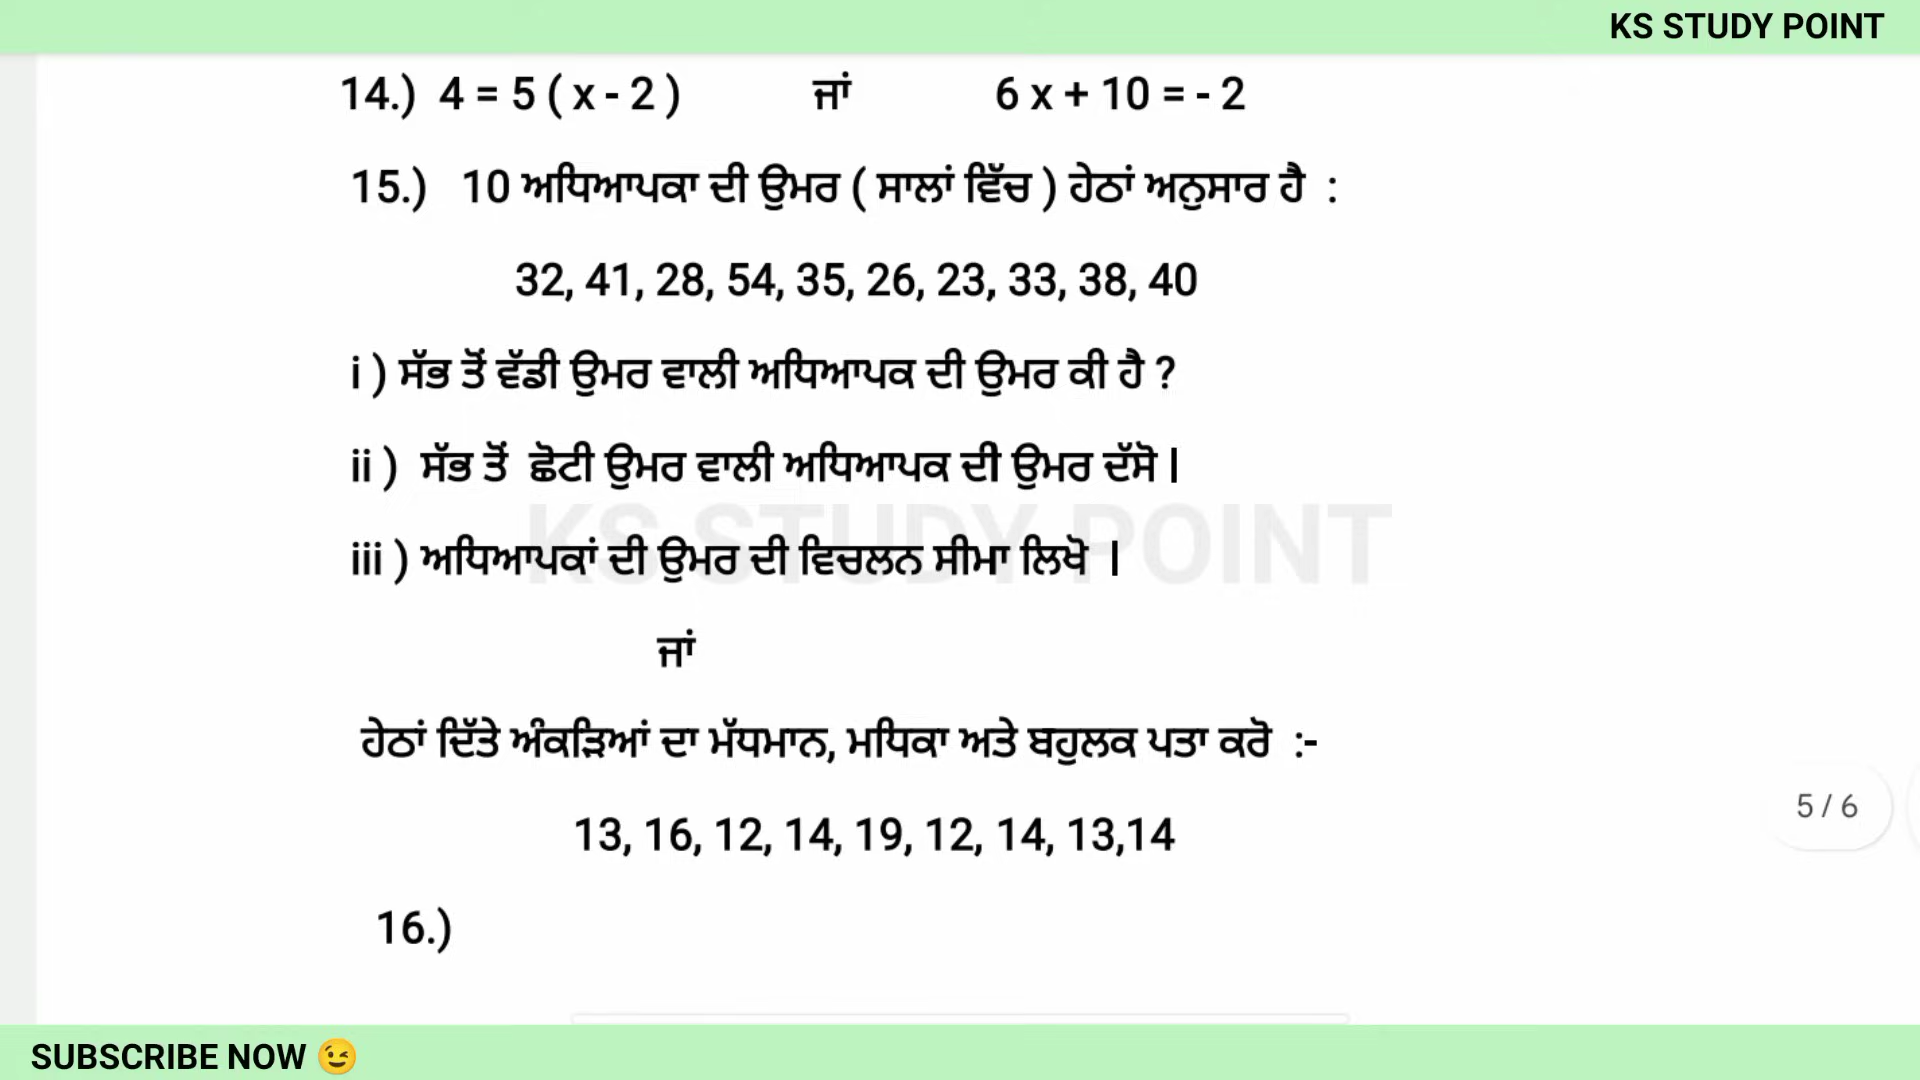 KS STUDY POINT
14.) 4 = 5 ( x - 2 ) ਜਾਂ 6 x + 10 = - 2
15.) 10 ਅਧਿਆਪਕਾ ਦੀ ਉਮਰ ( ਸਾਲਾਂ ਵਿੱਚ ) ਹੇਠਾਂ ਅਨੁਸਾਰ ਹੈ :
32, 41, 28, 54, 35, 26, 23, 33, 38, 40
i ) ਸੱਭ ਤੋਂ ਵੱਡੀ ਉਮਰ ਵਾਲੀ ਅਧਿਆਪਕ ਦੀ ਉਮਰ ਕੀ ਹੈ ?
ii ) ਸੱਭ ਤੋਂ ਛੋਟੀ ਉਮਰ ਵਾਲੀ ਅਧਿਆਪਕ ਦੀ ਉਮਰ ਦੱਸੋ |
KS STUDY POINT
iii ) ਅਧਿਆਪਕਾਂ ਦੀ ਉਮਰ ਦੀ ਵਿਚਲਨ ਸੀਮਾ ਲਿਖੋ |
ਜਾਂ
ਹੇਠਾਂ ਦਿੱਤੇ ਅੰਕੜਿਆਂ ਦਾ ਮੱਧਮਾਨ, ਮਧਿਕਾ ਅਤੇ ਬਹੁਲਕ ਪਤਾ ਕਰੋ :-
5 / 6
13, 16, 12, 14, 19, 12, 14, 13,14
16.)
SUBSCRIBE NOW 😉